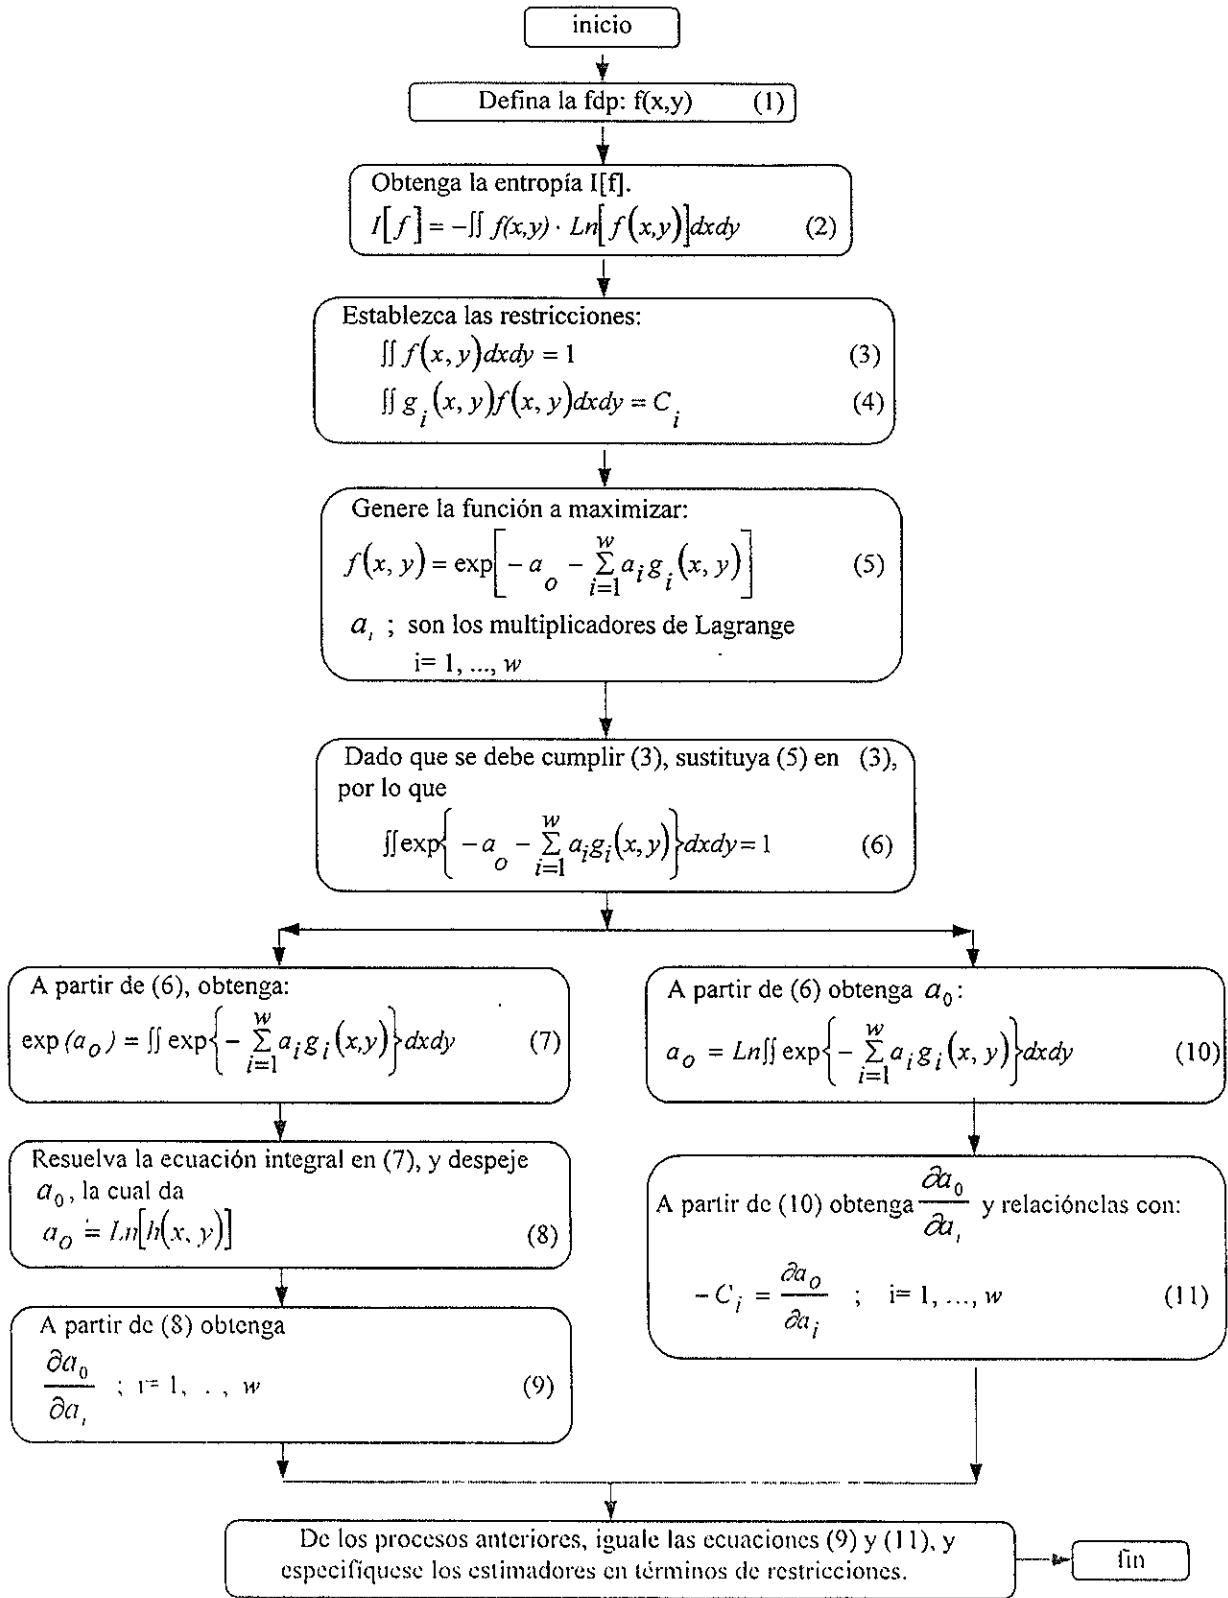 inicio
Defina la fdp: f(x,y) (1)
Obtenga la entropía I[f].
I[f] = -∬ f(x,y) · Ln[f(x,y)]dxdy (2)
Establezca las restricciones:
∬ f(x, y)dxdy = 1 (3)
∬ g_i(x, y)f(x, y)dxdy = C_i (4)
Genere la función a maximizar:
f(x, y) = exp[- a_o - Σ_{i=1}^{w} a_i g_i(x, y)] (5)
a_i ; son los multiplicadores de Lagrange
i= 1, ..., w
Dado que se debe cumplir (3), sustituya (5) en (3),
por lo que
∬exp{ - a_o - Σ_{i=1}^{w} a_i g_i(x, y)}dxdy = 1 (6)
A partir de (6), obtenga:
exp(a_o) = ∬ exp{- Σ_{i=1}^{w} a_i g_i(x,y)}dxdy (7)
Resuelva la ecuación integral en (7), y despeje
a_0, la cual da
a_o = Ln[h(x, y)] (8)
A partir de (8) obtenga
∂a_0/∂a_i ; i= 1, . ., w (9)
A partir de (6) obtenga a_0:
a_o = Ln∬ exp{- Σ_{i=1}^{w} a_i g_i(x, y)}dxdy (10)
A partir de (10) obtenga ∂a_0/∂a_i y relaciónelas con:
- C_i = ∂a_o/∂a_i ; i= 1, ..., w (11)
De los procesos anteriores, iguale las ecuaciones (9) y (11), y
especifíquese los estimadores en términos de restricciones.
fin